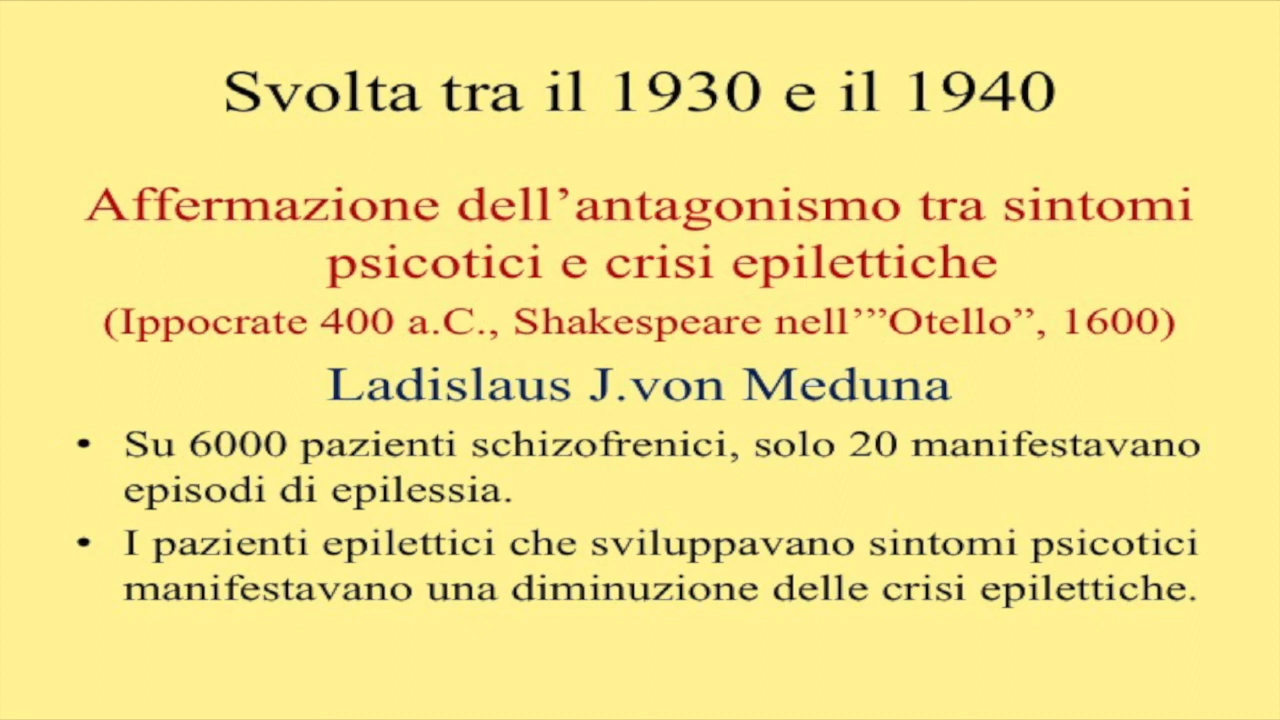 Svolta tra il 1930 e il 1940
Affermazione dell’antagonismo tra sintomi
psicotici e crisi epilettiche
(Ippocrate 400 a.C., Shakespeare nell’”Otello”, 1600)
Ladislaus J.von Meduna
• Su 6000 pazienti schizofrenici, solo 20 manifestavano
episodi di epilessia.
• I pazienti epilettici che sviluppavano sintomi psicotici
manifestavano una diminuzione delle crisi epilettiche.